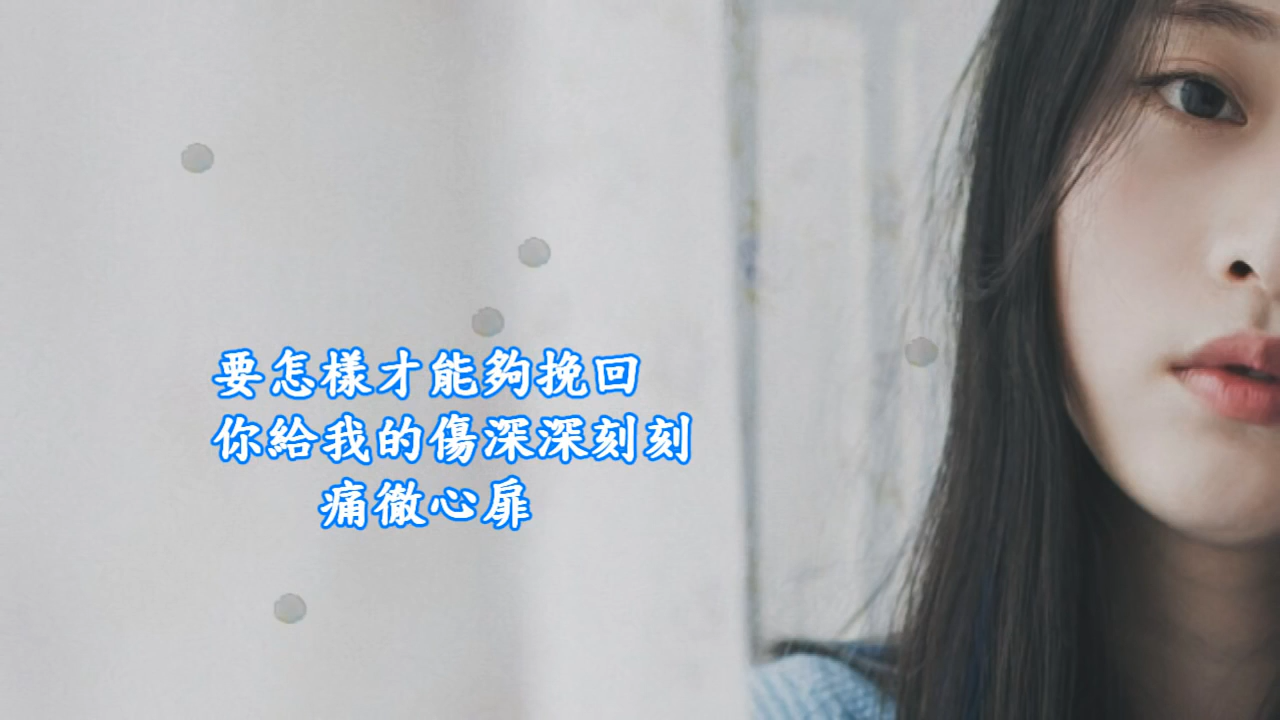 要怎樣才能夠挽回
你給我的傷深深刻刻
痛徹心扉